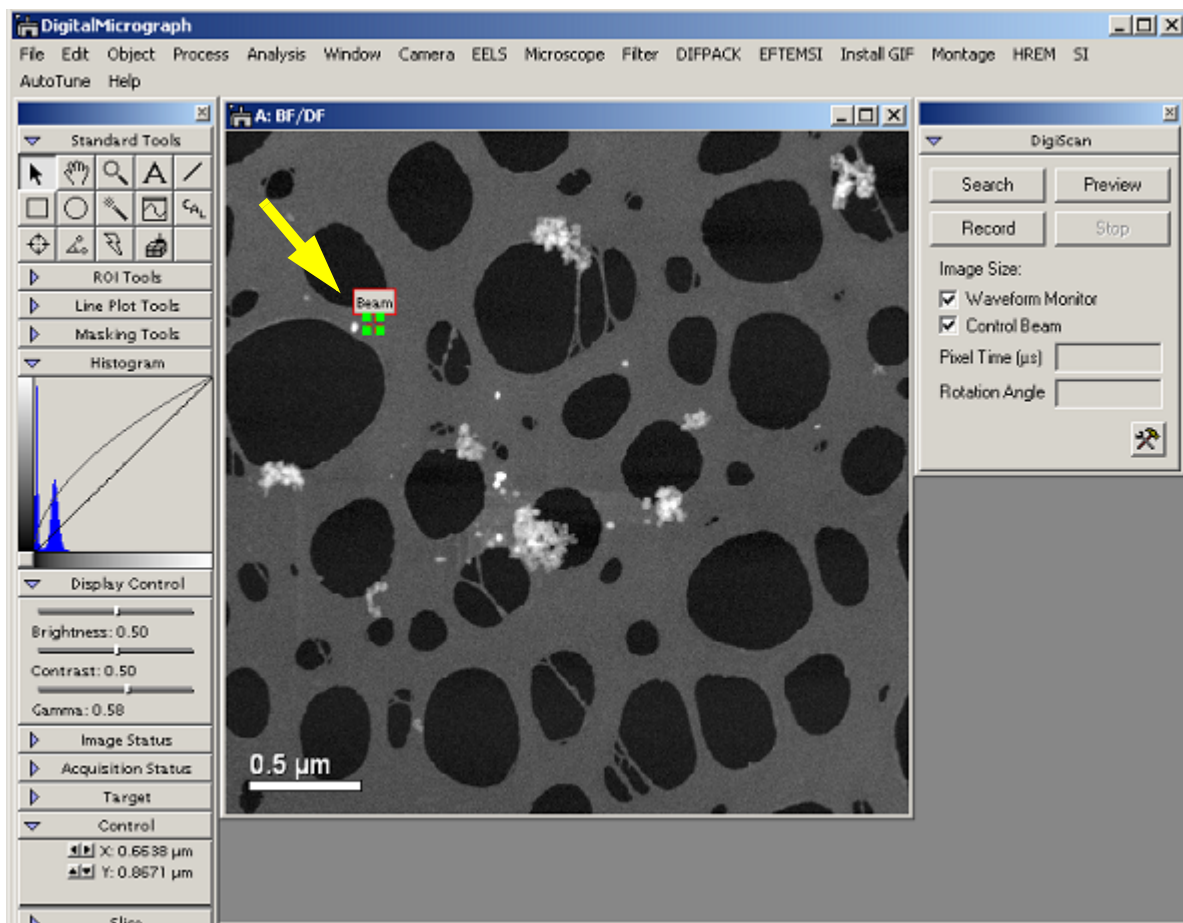 DigitalMicrograph
File Edit Object Process Analysis Window Camera EELS Microscope Filter DIFPACK EFTEMSI Install GIF Montage HREM SI
AutoTune Help
Standard Tools
A
CAL
ROI Tools
Line Plot Tools
Masking Tools
Histogram
Display Control
Brightness: 0.50
Contrast: 0.50
Gamma: 0.58
Image Status
Acquisition Status
Target
Control
X: 0.6638 µm
Y: 0.8671 µm
Slice
A: BF/DF
Beam
0.5 µm
DigiScan
Search Preview
Record Stop
Image Size:
Waveform Monitor
Control Beam
Pixel Time (µs)
Rotation Angle